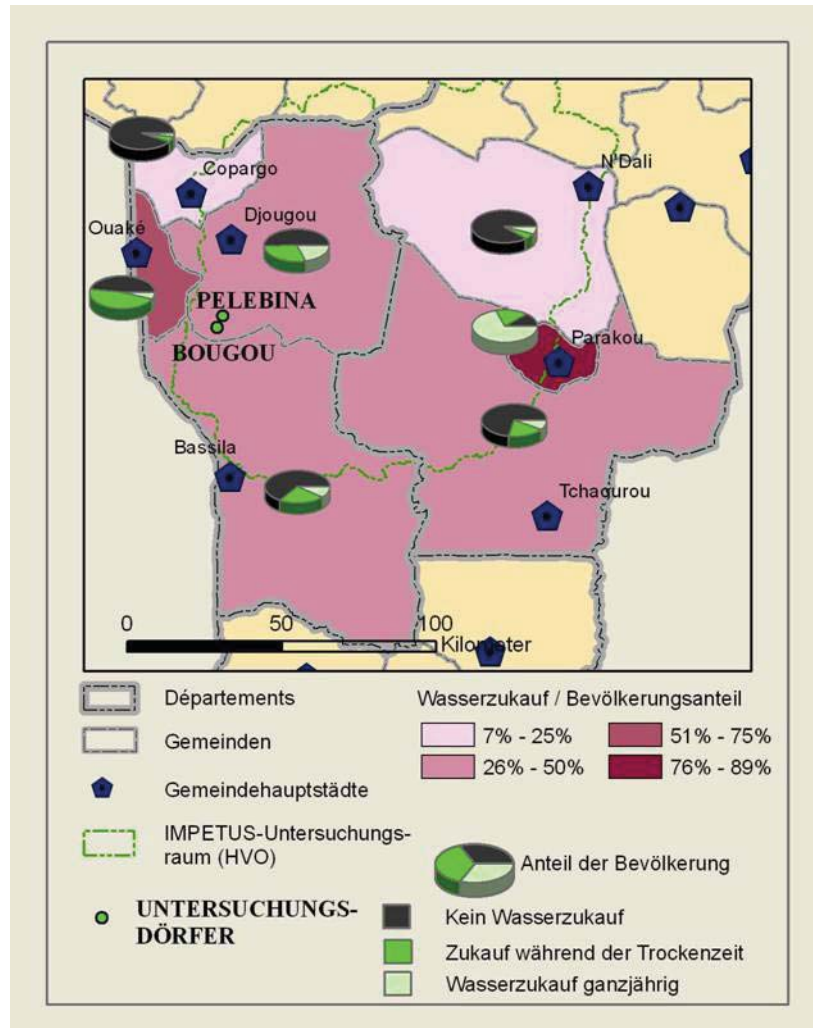 Copargo
N'Dali
Ouaké
Djougou
PELEBINA
BOUGOU
Parakou
Bassila
Tchaourou
0 50 100
Kilometer
Départements
Gemeinden
Gemeindehauptstädte
IMPETUS-Untersuchungs-
raum (HVO)
UNTERSUCHUNGS-
DÖRFER
Wasserzukauf / Bevölkerungsanteil
7% - 25%
51% - 75%
26% - 50%
76% - 89%
Anteil der Bevölkerung
Kein Wasserzukauf
Zukauf während der Trockenzeit
Wasserzukauf ganzjährig